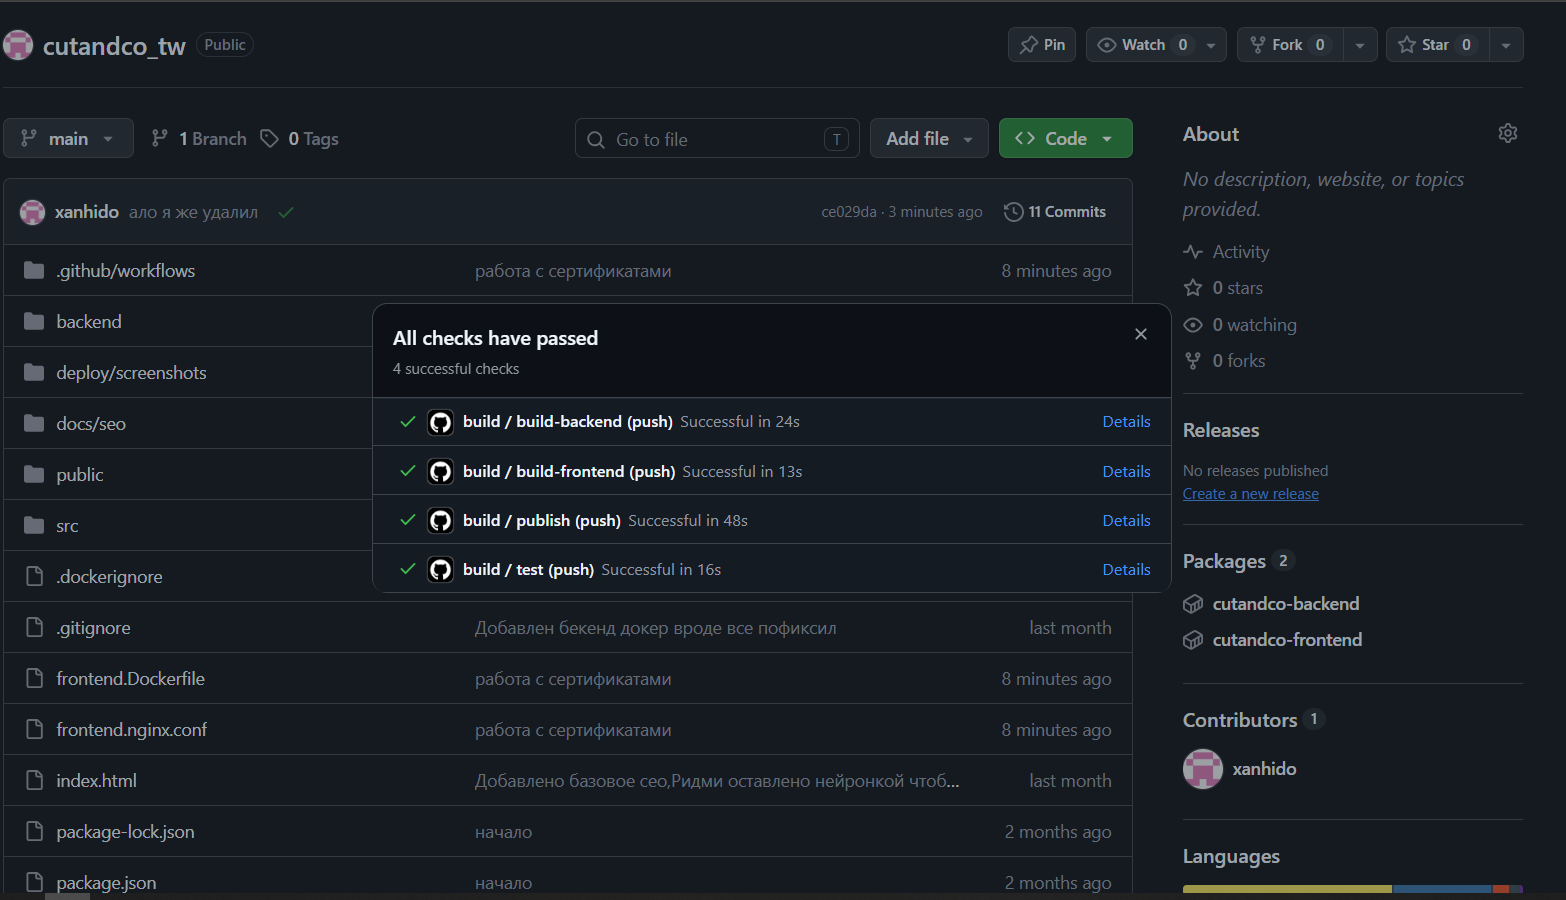 cutandco_tw Public
Pin
Watch 0
Fork 0
Star 0
main
1 Branch
0 Tags
Go to file T
Add file
Code
xanhido ало я же удалил
ce029da · 3 minutes ago
11 Commits
.github/workflows работа с сертификатами 8 minutes ago
backend
deploy/screenshots
docs/seo
public
src
.dockerignore
.gitignore Добавлен бекенд докер вроде все пофиксил last month
frontend.Dockerfile работа с сертификатами 8 minutes ago
frontend.nginx.conf работа с сертификатами 8 minutes ago
index.html Добавлено базовое сео,Ридми оставлено нейронкой чтоб... last month
package-lock.json начало 2 months ago
package.json начало 2 months ago
All checks have passed
4 successful checks
build / build-backend (push) Successful in 24s Details
build / build-frontend (push) Successful in 13s Details
build / publish (push) Successful in 48s Details
build / test (push) Successful in 16s Details
About
No description, website, or topics
provided.
Activity
0 stars
0 watching
0 forks
Releases
No releases published
Create a new release
Packages 2
cutandco-backend
cutandco-frontend
Contributors 1
xanhido
Languages